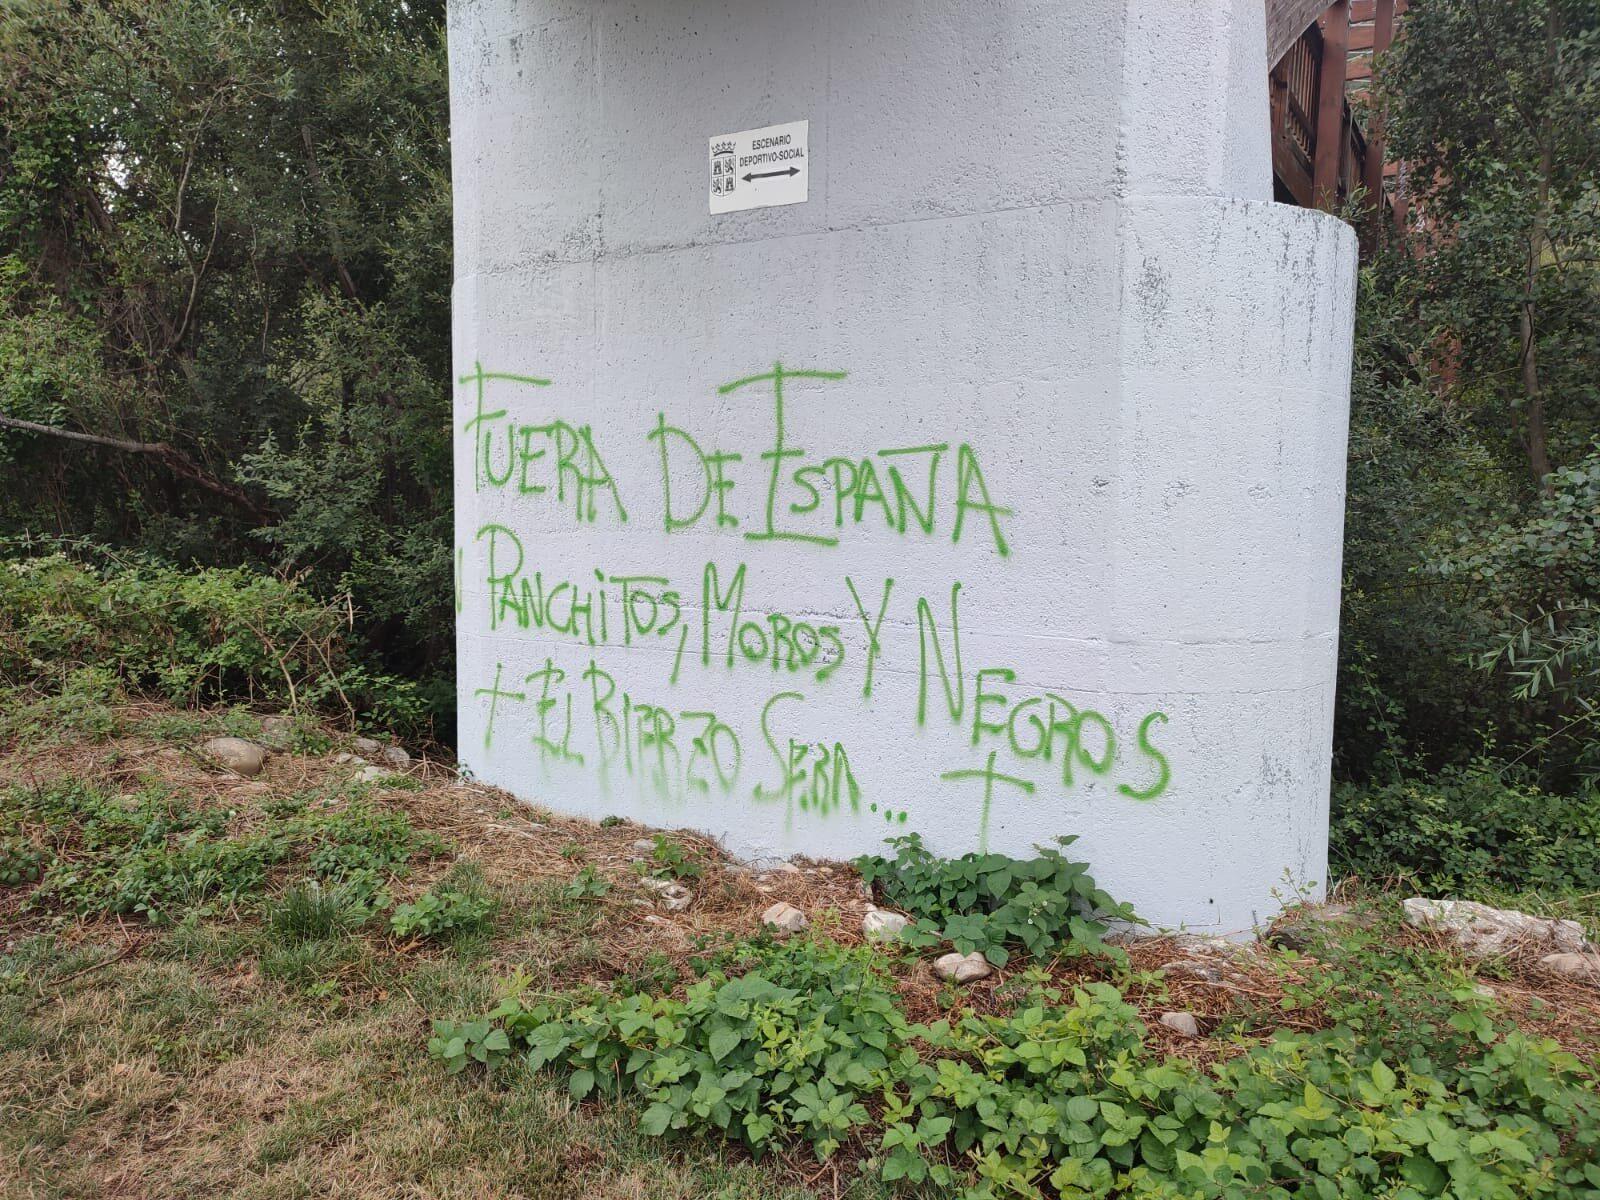 ESCENARIO
DEPORTIVO-SOCIAL
FUERA DE ESPAÑA
PANCHITOS, MOROS Y NEGROS
+ EL BIERZO SERA...